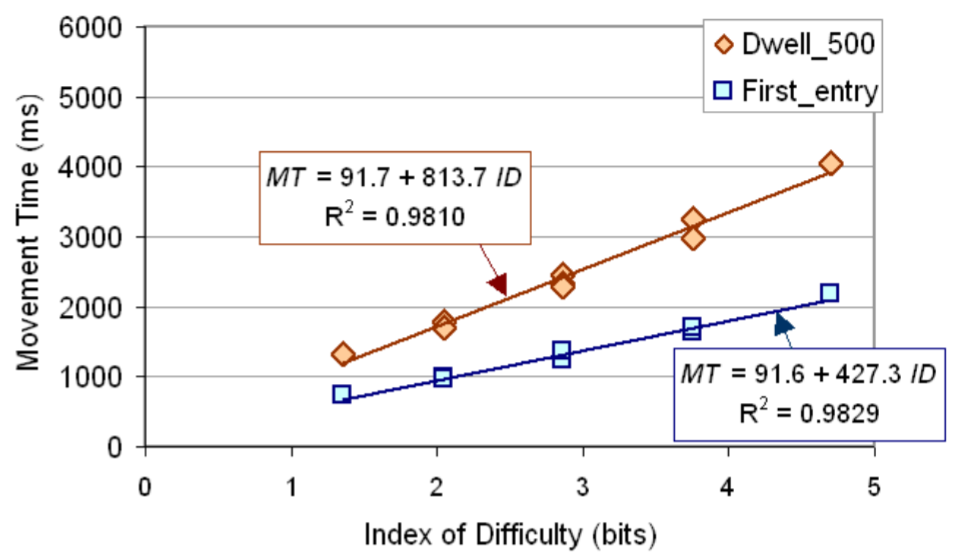 6000
5000
4000
3000
2000
1000
0
Movement Time (ms)
Dwell_500
First_entry
MT = 91.7 + 813.7 ID
R² = 0.9810
MT = 91.6 + 427.3 ID
R² = 0.9829
0 1 2 3 4 5
Index of Difficulty (bits)